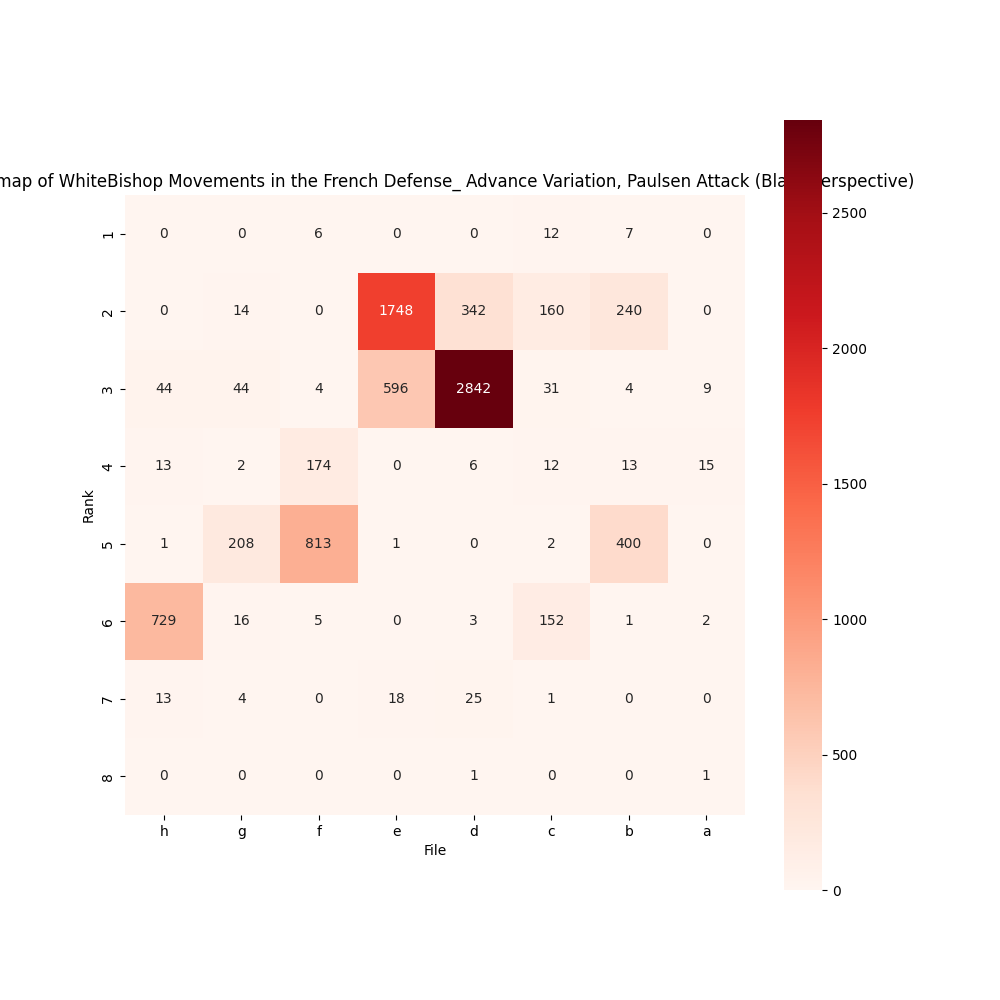 map of WhiteBishop Movements in the French Defense_ Advance Variation, Paulsen Attack (Bla erspective)
1 0 0 6 0 0 12 7 0
2 0 14 0 1748 342 160 240 0
3 44 44 4 596 2842 31 4 9
4 13 2 174 0 6 12 13 15
5 1 208 813 1 0 2 400 0
6 729 16 5 0 3 152 1 2
7 13 4 0 18 25 1 0 0
8 0 0 0 0 1 0 0 1
h g f e d c b a
File
Rank
2500
2000
1500
1000
500
0